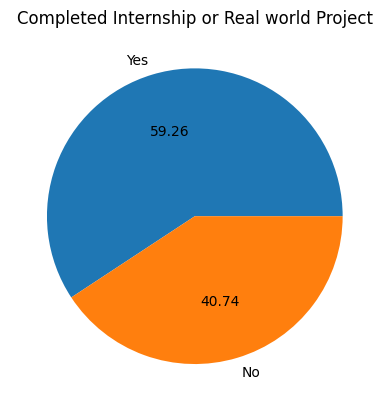 Completed Internship or Real world Project
Yes
59.26
40.74
No